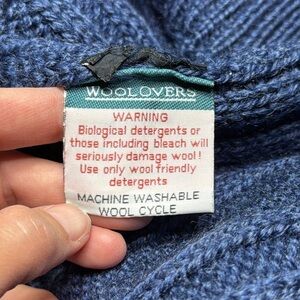 WOOLOVERS
WARNING
Biological detergents or
those including bleach will
seriously damage wool!
Use only wool friendly
detergents
MACHINE WASHABLE
WOOL CYCLE